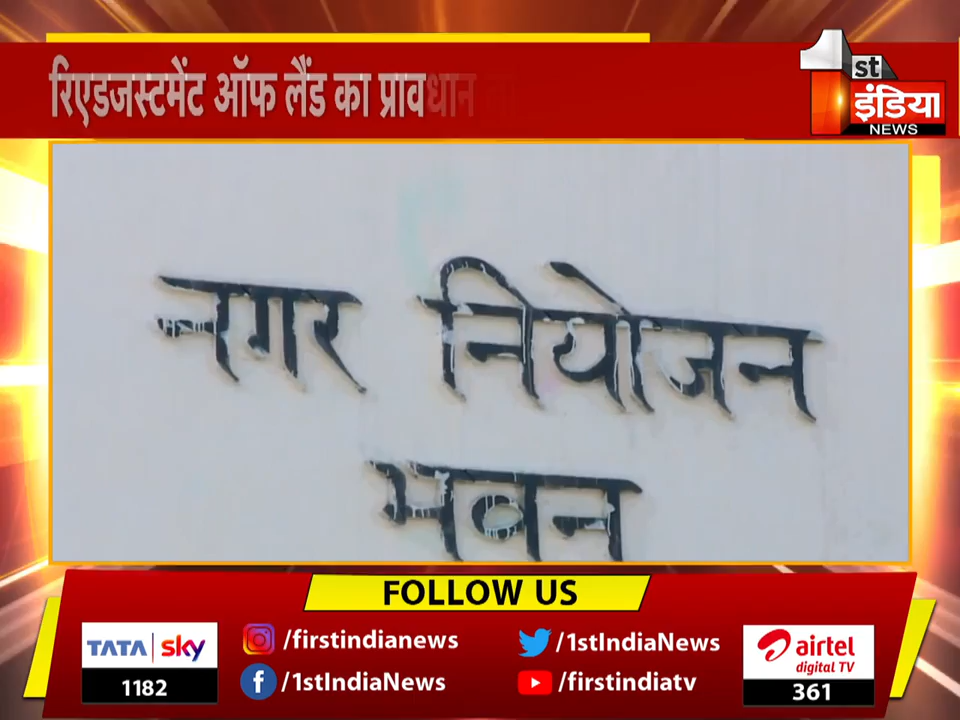 रिएडजस्टमेंट ऑफ लैंड का प्रावधान
1st
इंडिया
NEWS
नगर नियोजन
भवन
FOLLOW US
TATA sky
1182
/firstindianews
/1stIndiaNews
/1stIndiaNews
/firstindiatv
airtel
digital TV
361